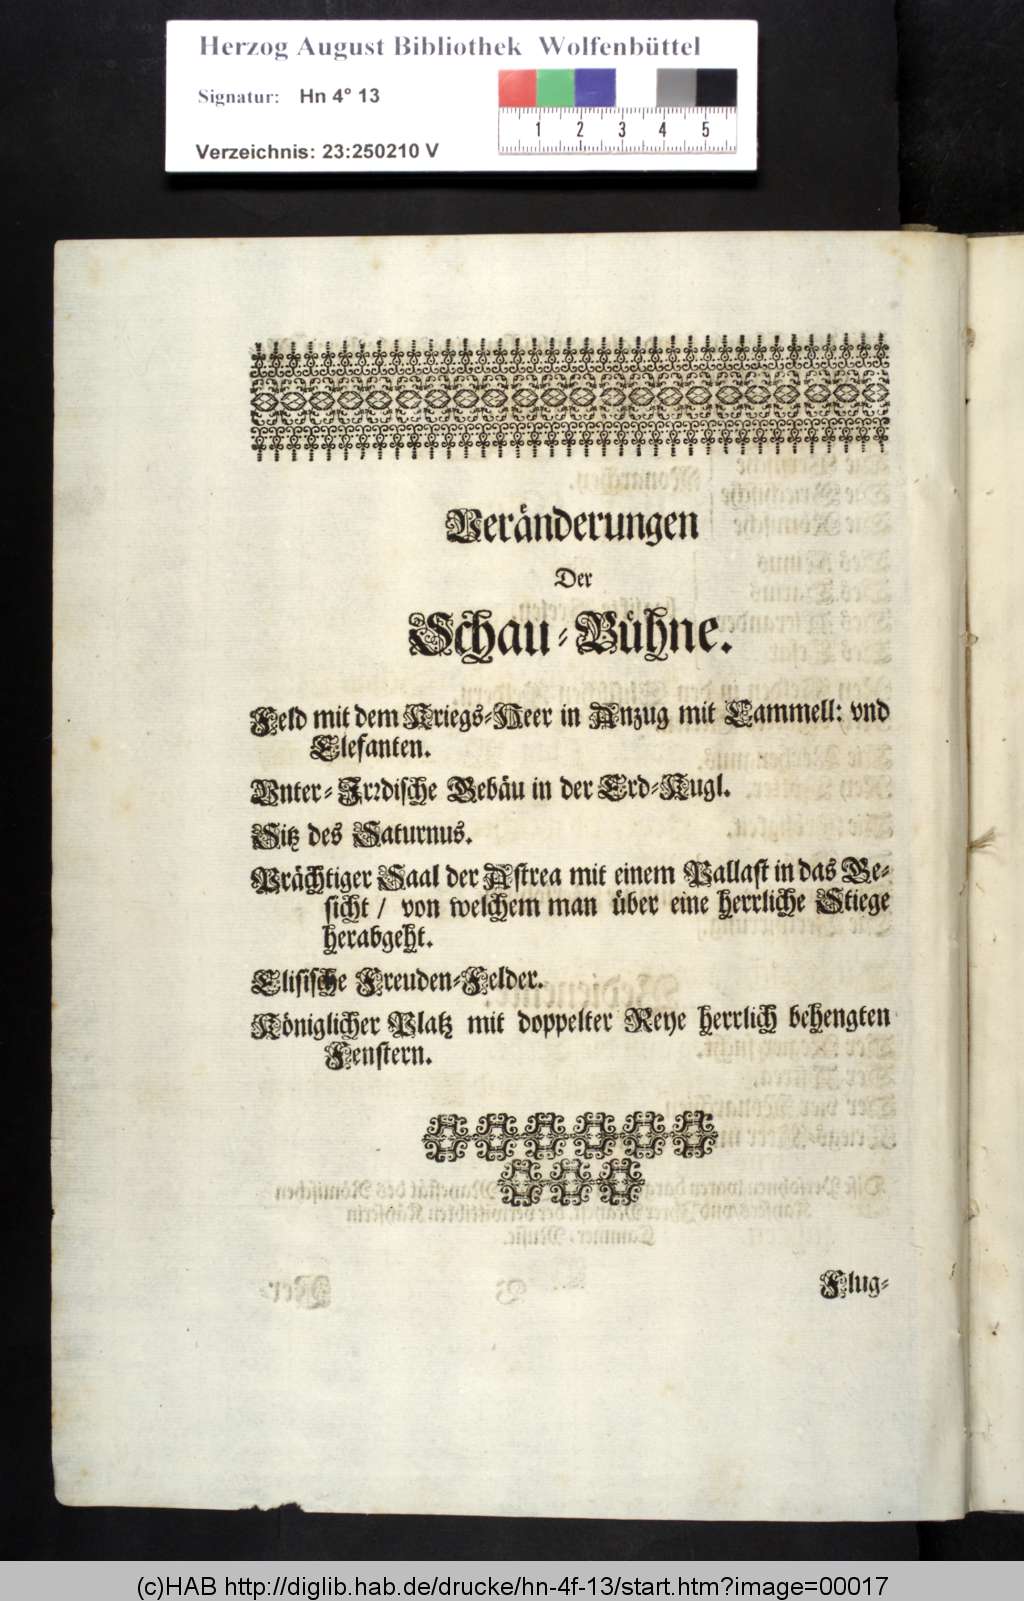 Herzog August Bibliothek Wolfenbüttel
Signatur: Hn 4° 13
Verzeichnis: 23:250210 V
1 2 3 4 5
Veränderungen
Der
Schau-Bühne.
Feld mit dem Kriegs-Heer in Anzug mit Cammell: vnd
Elefanten.
Vnter-Irrdische Gebäu in der Erd-Kugl.
Sitz des Saturnus.
Prächtiger Saal der Astrea mit einem Pallast in das Ge-
sicht / von welchem man über eine herrliche Stiege
herabgeht.
Elisische Freuden-Felder.
Königlicher Platz mit doppelter Reye herrlich behengten
Fenstern.
Flug-
(c)HAB http://diglib.hab.de/drucke/hn-4f-13/start.htm?image=00017